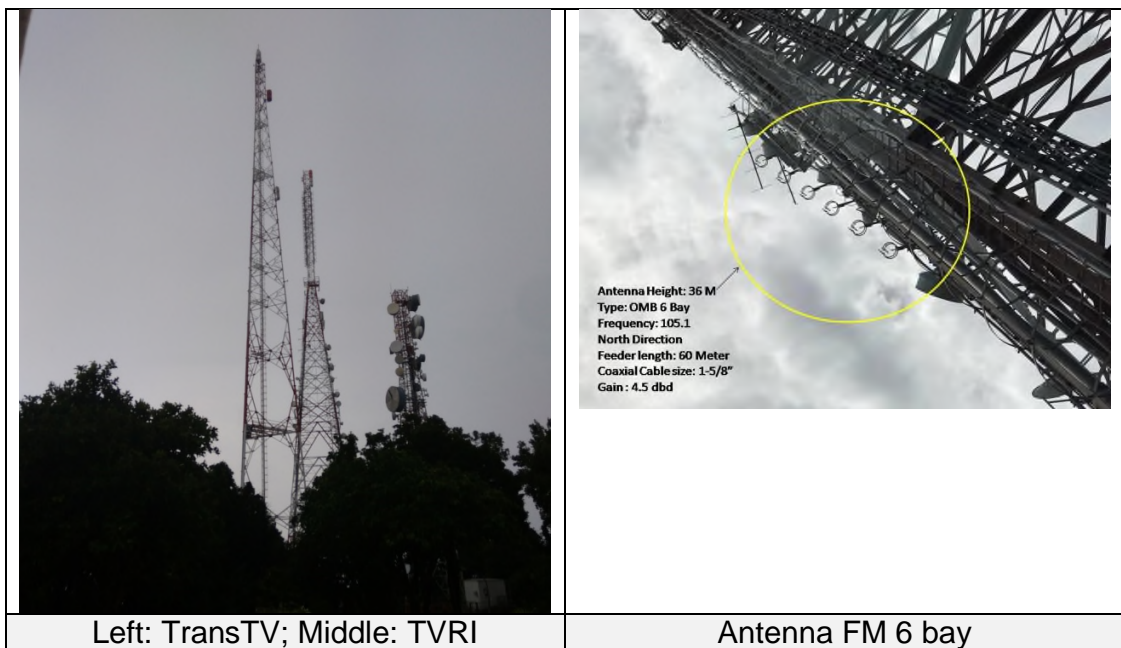 Antenna Height: 36 M
Type: OMB 6 Bay
Frequency: 105.1
North Direction
Feeder length: 60 Meter
Coaxial Cable size: 1-5/8"
Gain : 4.5 dbd
Left: TransTV; Middle: TVRI
Antenna FM 6 bay